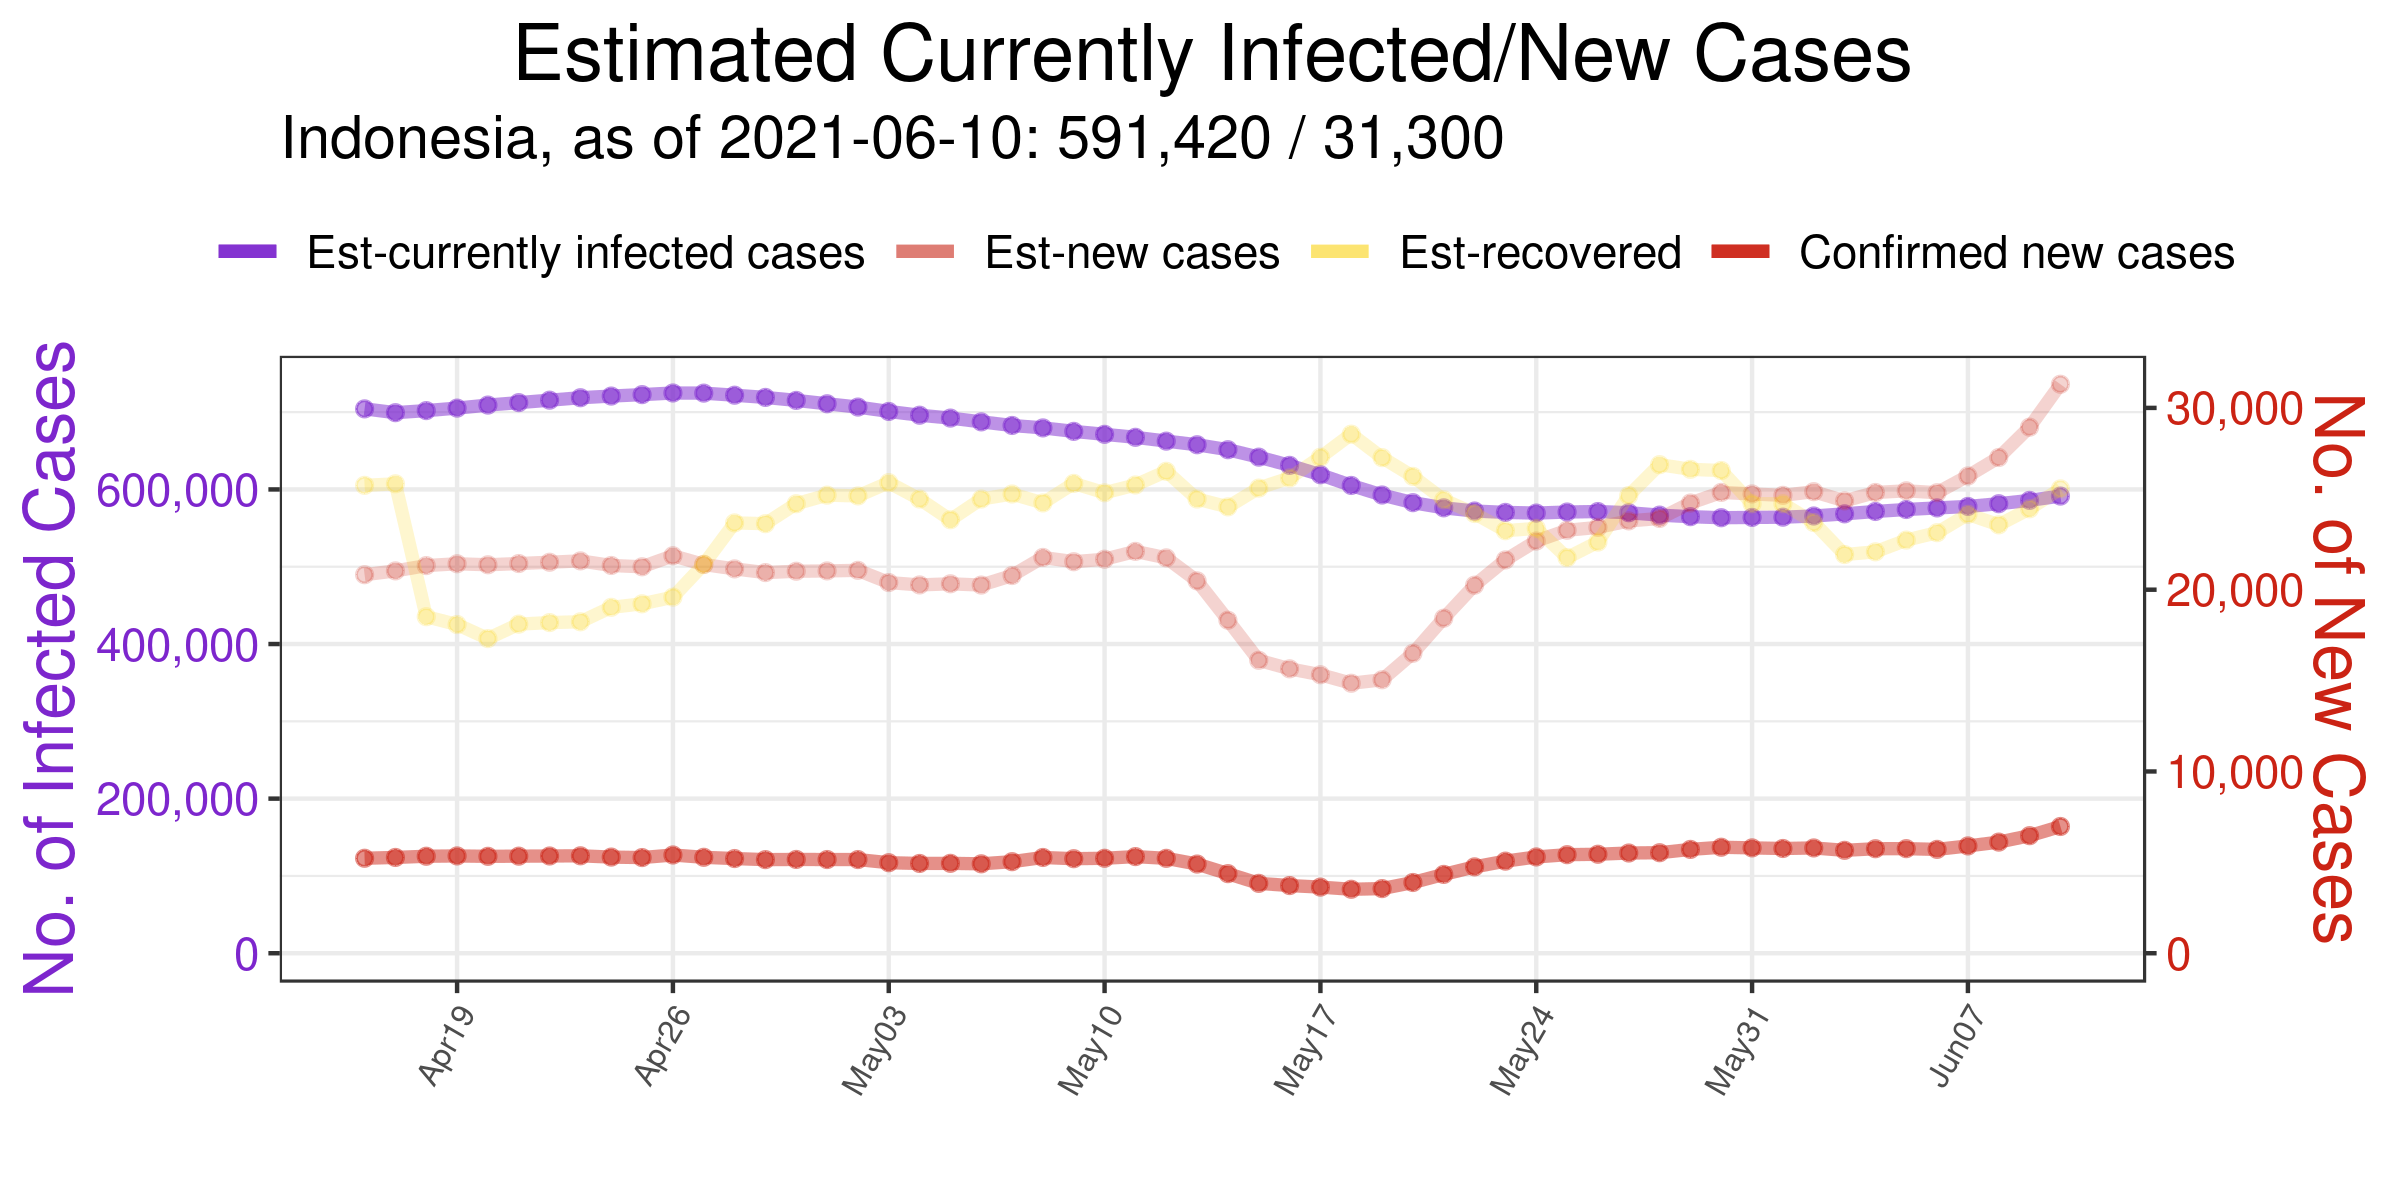 Estimated Currently Infected/New Cases
Indonesia, as of 2021-06-10: 591,420 / 31,300
Est-currently infected cases Est-new cases Est-recovered Confirmed new cases
No. of Infected Cases
600,000
400,000
200,000
0
30,000
20,000
10,000
0
No. of New Cases
Apr19 Apr26 May03 May10 May17 May24 May31 Jun07